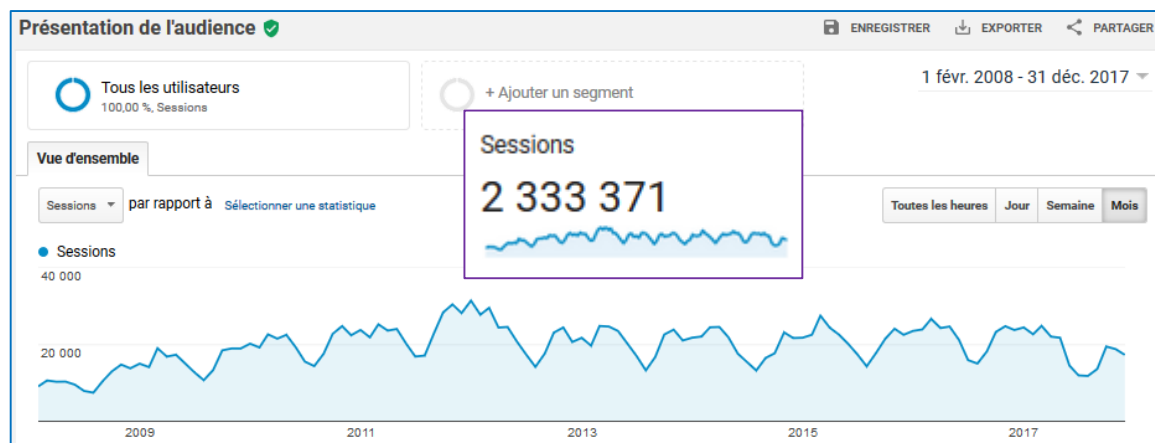 Présentation de l'audience
ENREGISTRER EXPORTER PARTAGER
Tous les utilisateurs
100,00 %, Sessions
+ Ajouter un segment
1 févr. 2008 - 31 déc. 2017
Sessions
2 333 371
Vue d'ensemble
Sessions par rapport à Sélectionner une statistique
Toutes les heures Jour Semaine Mois
Sessions
40 000
20 000
2009 2011 2013 2015 2017